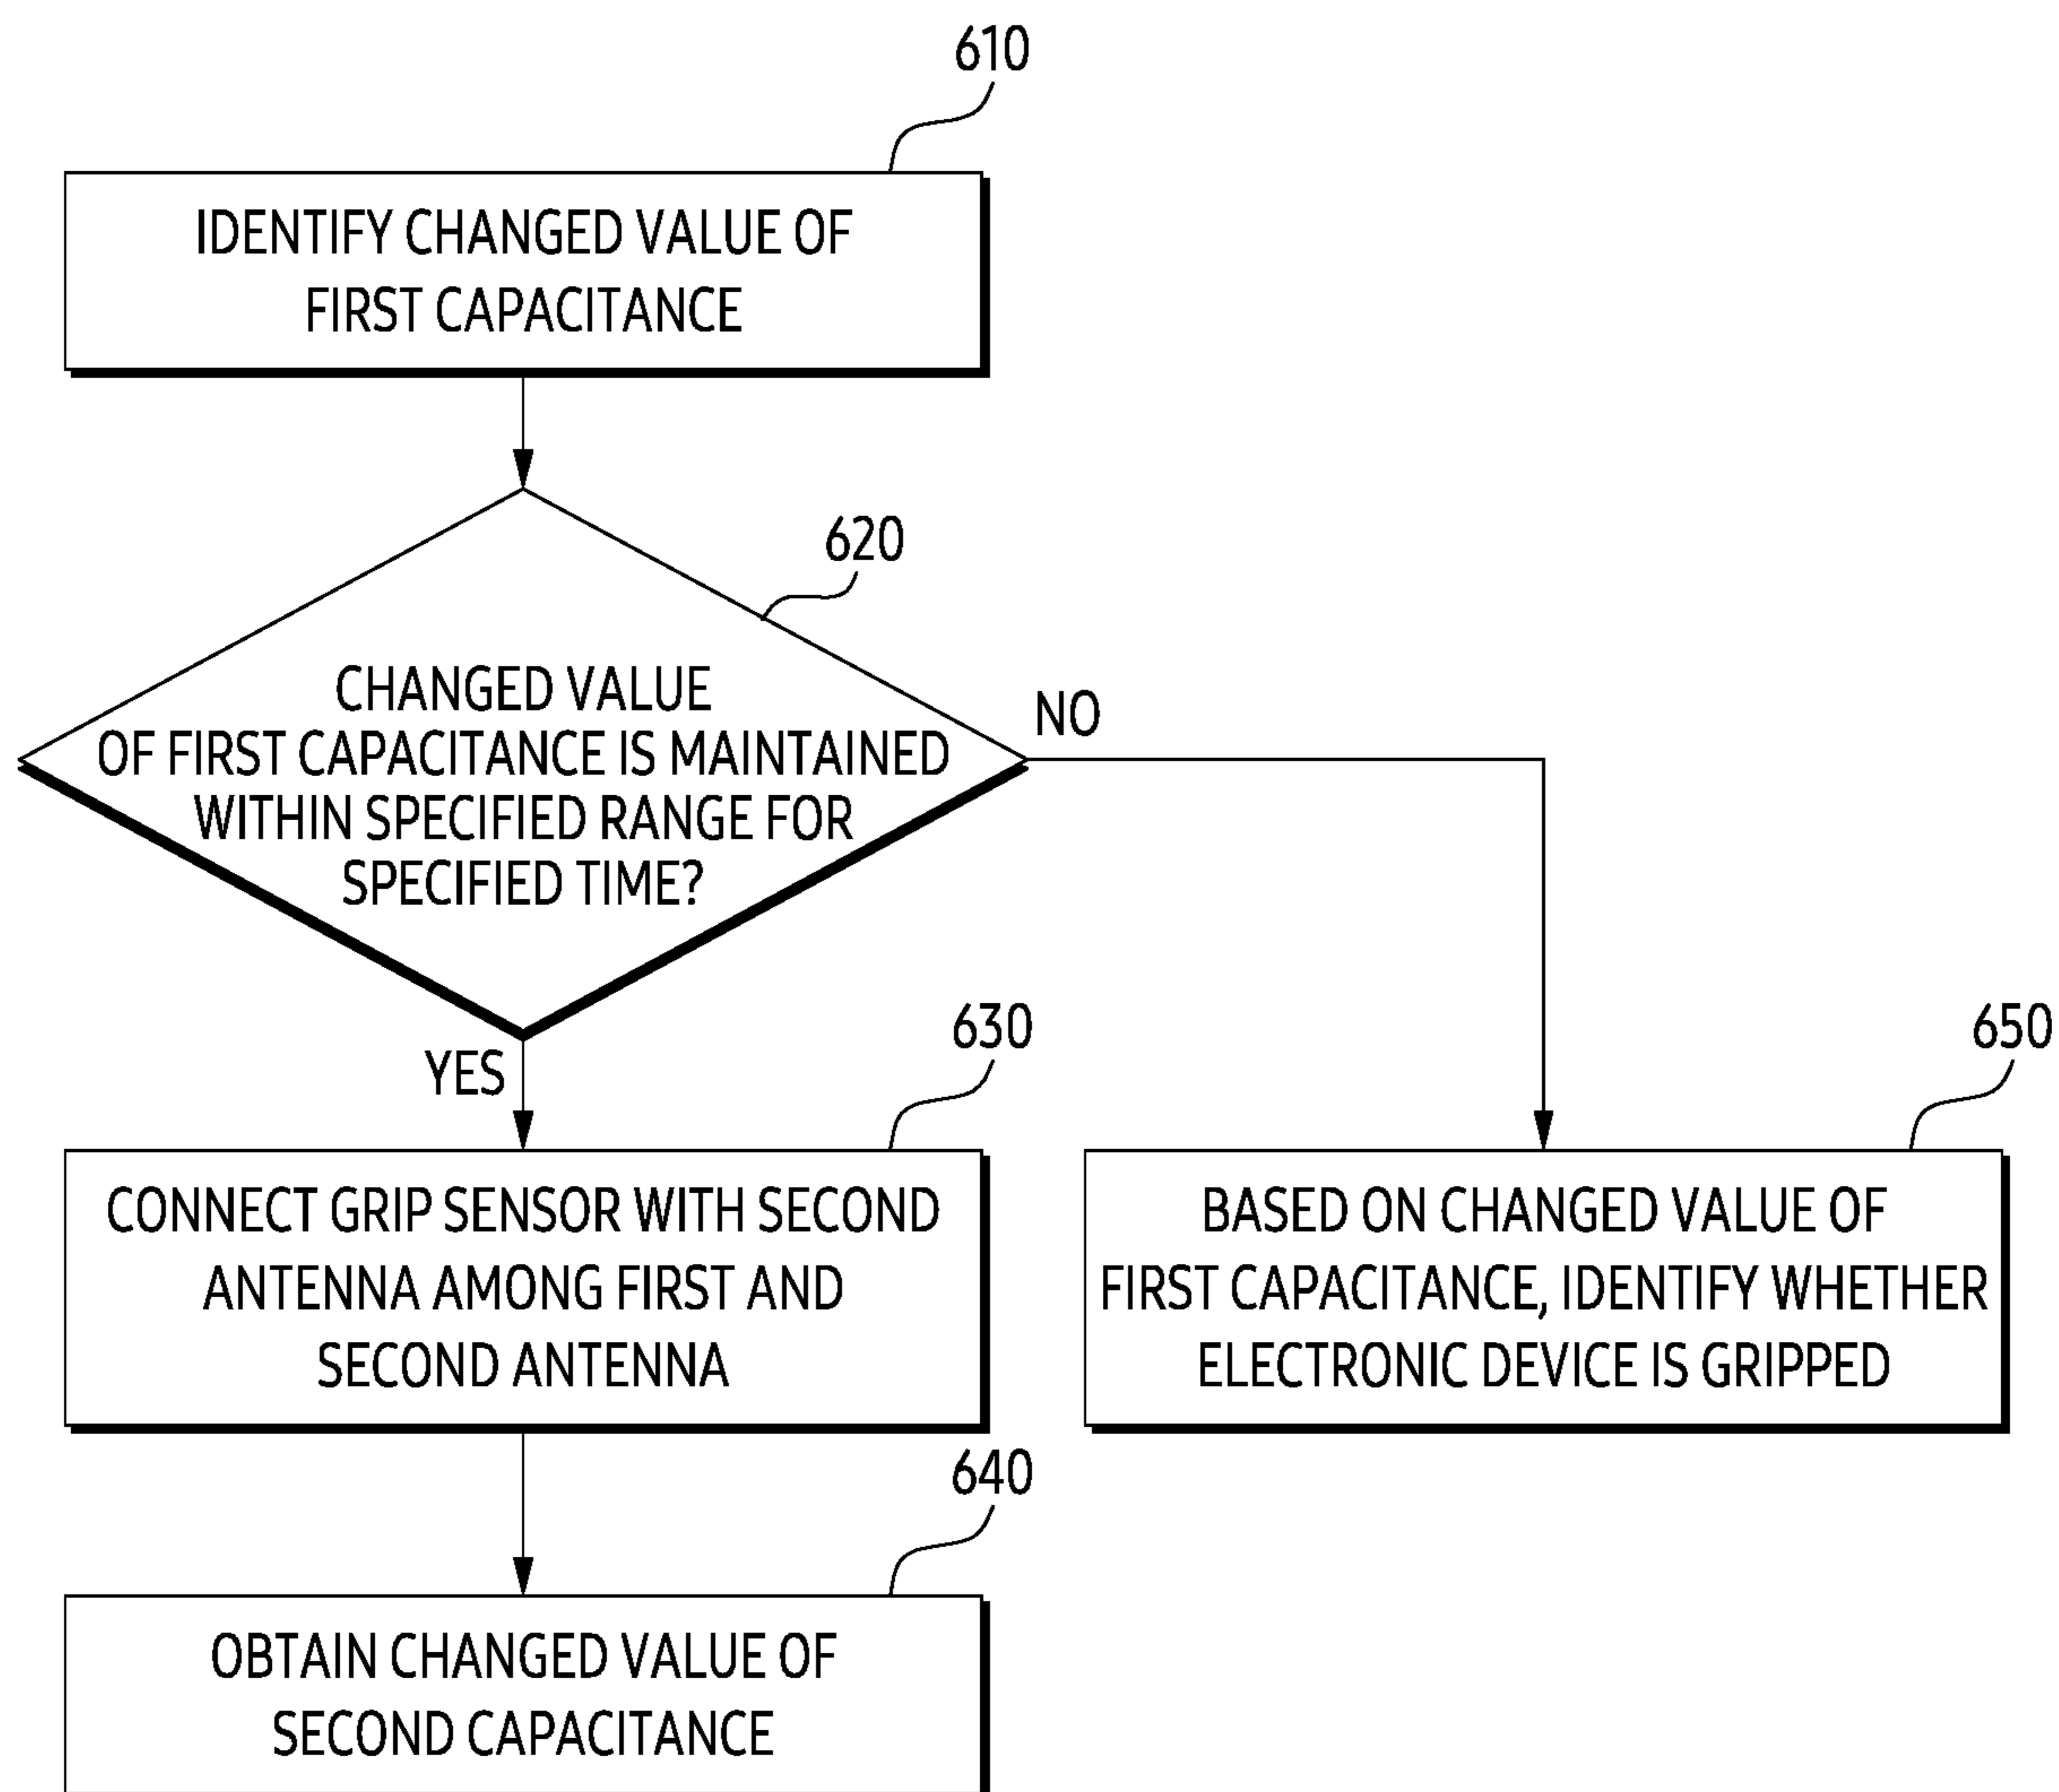 610
IDENTIFY CHANGED VALUE OF
FIRST CAPACITANCE
620
CHANGED VALUE
OF FIRST CAPACITANCE IS MAINTAINED
WITHIN SPECIFIED RANGE FOR
SPECIFIED TIME?
NO
YES
630
CONNECT GRIP SENSOR WITH SECOND
ANTENNA AMONG FIRST AND
SECOND ANTENNA
650
BASED ON CHANGED VALUE OF
FIRST CAPACITANCE, IDENTIFY WHETHER
ELECTRONIC DEVICE IS GRIPPED
640
OBTAIN CHANGED VALUE OF
SECOND CAPACITANCE